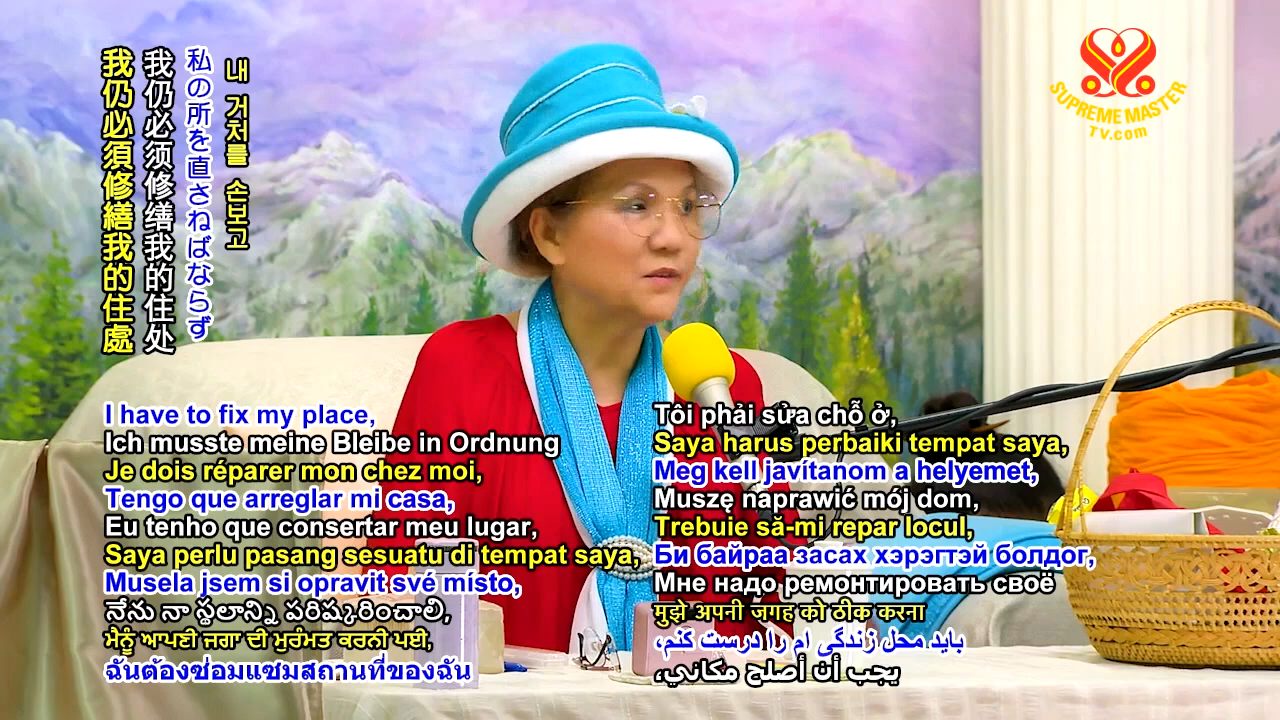 我仍必須修繕我的住處
我仍必须修缮我的住处
私の所を直さねばならず
내 거처를 손보고
SUPREME MASTER
TV.com
I have to fix my place,
Ich musste meine Bleibe in Ordnung
Je dois réparer mon chez moi,
Tengo que arreglar mi casa,
Eu tenho que consertar meu lugar,
Saya perlu pasang sesuatu di tempat saya,
Musela jsem si opravit své místo,
నేను నా స్థలాన్ని పరిష్కరించాలి,
ਮੈਨੂੰ ਆਪਣੀ ਜਗਾ ਦੀ ਮੁਰੰਮਤ ਕਰਨੀ ਪਈ,
ฉันต้องซ่อมแซมสถานที่ของฉัน
Tôi phải sửa chỗ ở,
Saya harus perbaiki tempat saya,
Meg kell javítanom a helyemet,
Muszę naprawić mój dom,
Trebuie să-mi repar locul,
Би байраа засах хэрэгтэй болдог,
Мне надо ремонтировать своё
मुझे अपनी जगह को ठीक करना
باید محل زندگی ام را درست کنم،
يجب أن أصلح مكاني،